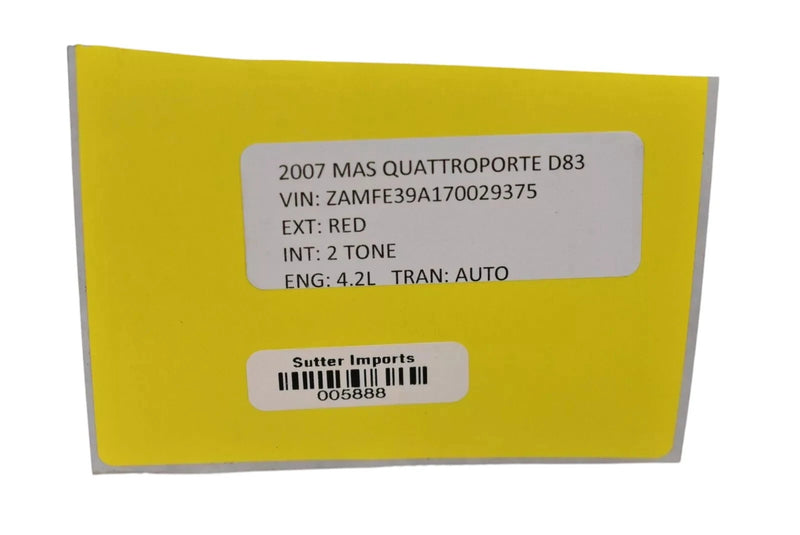 2007 MAS QUATTROPORTE D83
VIN: ZAMFE39A170029375
EXT: RED
INT: 2 TONE
ENG: 4.2L TRAN: AUTO
Sutter Imports
005888